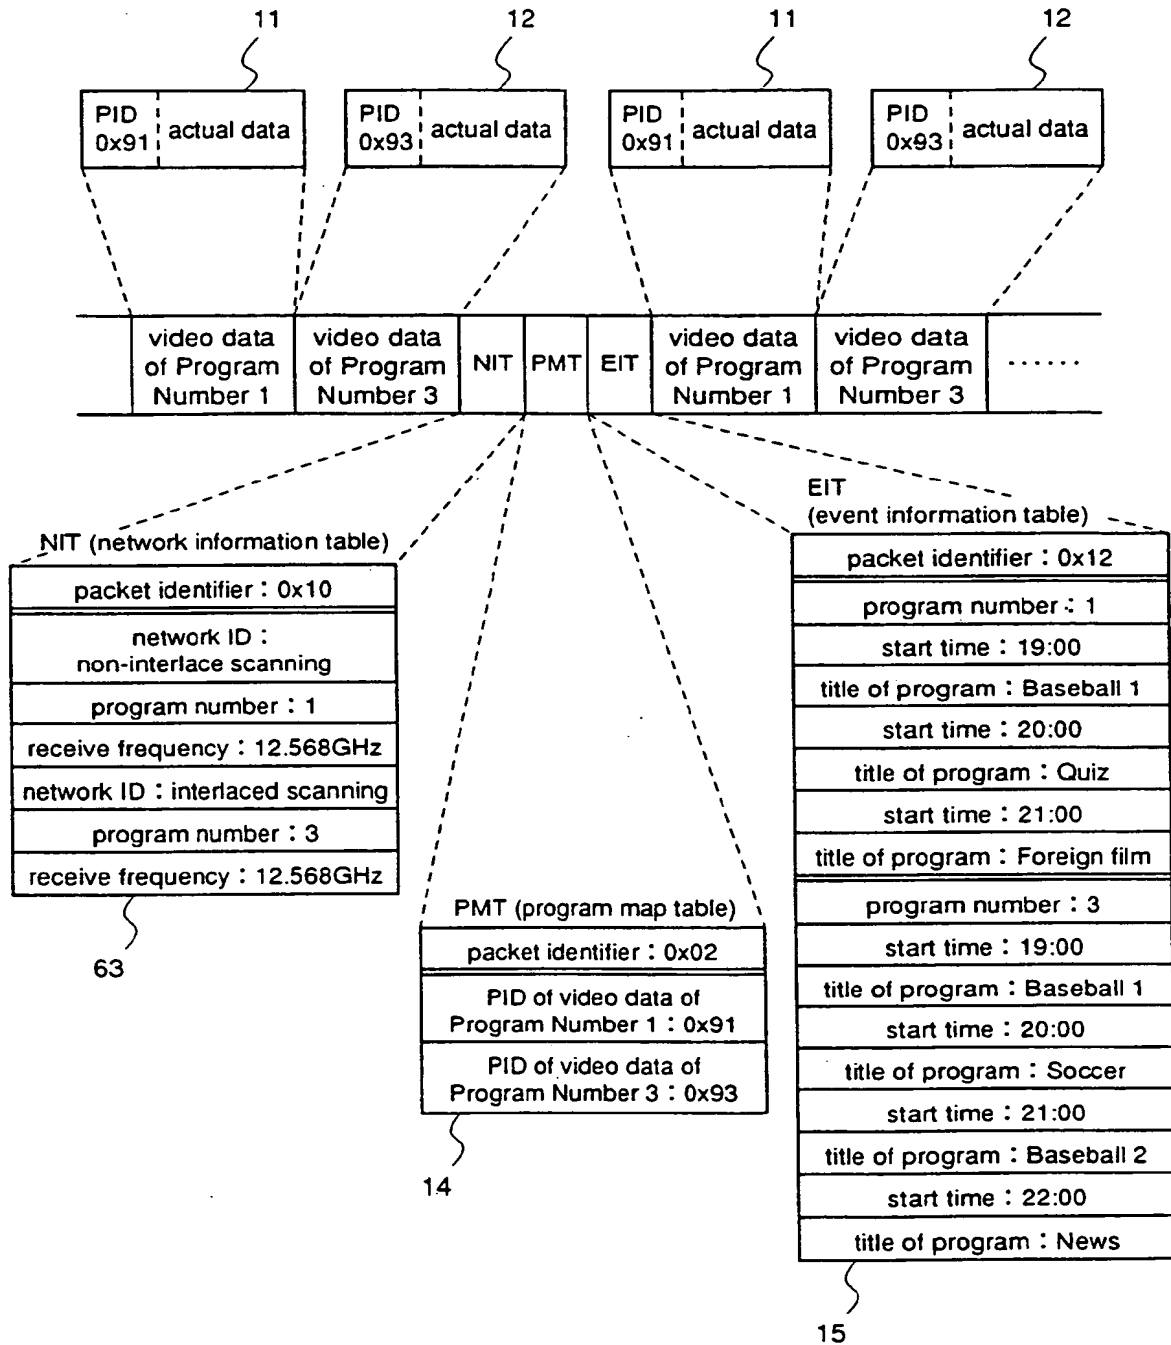 11
12
11
12
PID
0x91
actual data
PID
0x93
actual data
PID
0x91
actual data
PID
0x93
actual data
video data
of Program
Number 1
video data
of Program
Number 3
NIT
PMT
EIT
video data
of Program
Number 1
video data
of Program
Number 3
......
NIT (network information table)
packet identifier : 0x10
network ID :
non-interlace scanning
program number : 1
receive frequency : 12.568GHz
network ID : interlaced scanning
program number : 3
receive frequency : 12.568GHz
63
PMT (program map table)
packet identifier : 0x02
PID of video data of
Program Number 1 : 0x91
PID of video data of
Program Number 3 : 0x93
14
EIT
(event information table)
packet identifier : 0x12
program number : 1
start time : 19:00
title of program : Baseball 1
start time : 20:00
title of program : Quiz
start time : 21:00
title of program : Foreign film
program number : 3
start time : 19:00
title of program : Baseball 1
start time : 20:00
title of program : Soccer
start time : 21:00
title of program : Baseball 2
start time : 22:00
title of program : News
15